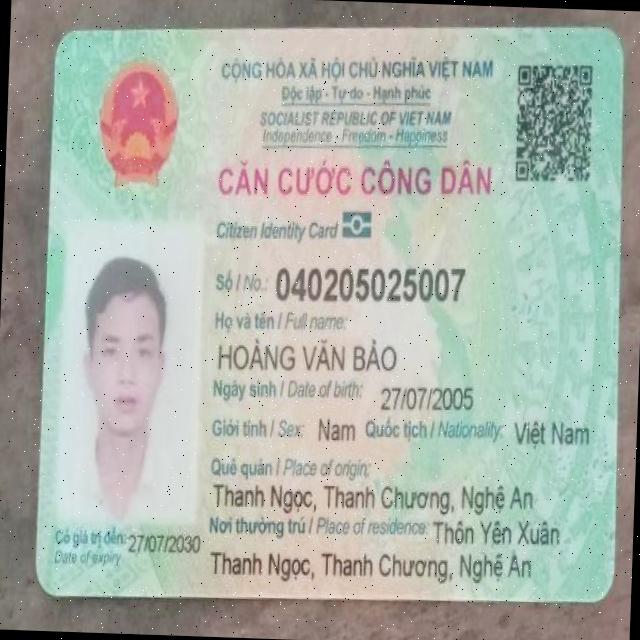 CỘNG HÒA XÃ HỘI CHỦ NGHĨA VIỆT NAM
Độc lập - Tự do - Hạnh phúc
SOCIALIST REPUBLIC OF VIET NAM
Independence - Freedom - Happiness
CĂN CƯỚC CÔNG DÂN
Citizen Identity Card
Số / No.: 040205025007
Họ và tên / Full name:
HOÀNG VĂN BẢO
Ngày sinh / Date of birth: 27/07/2005
Giới tính / Sex: Nam Quốc tịch / Nationality: Việt Nam
Quê quán / Place of origin:
Thanh Ngọc, Thanh Chương, Nghệ An
Nơi thường trú / Place of residence: Thôn Yên Xuân
Thanh Ngọc, Thanh Chương, Nghệ An
Có giá trị đến: 27/07/2030
Date of expiry